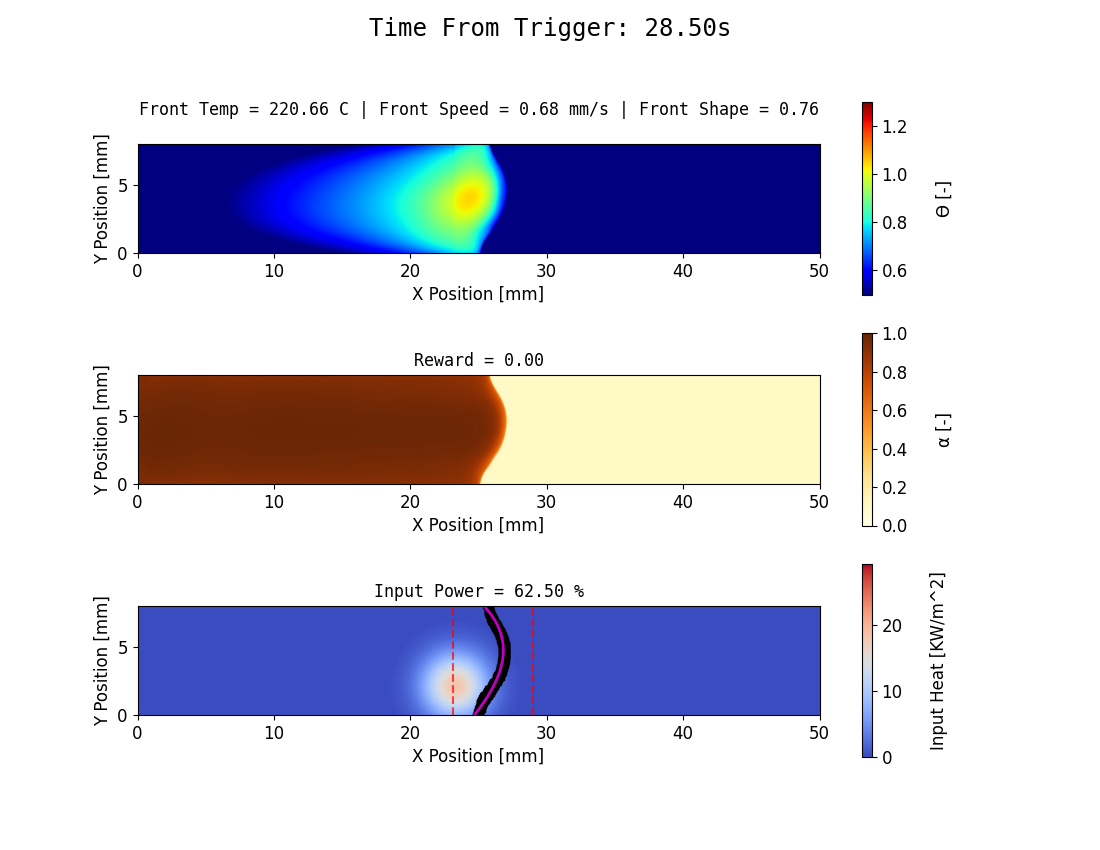 Time From Trigger: 28.50s
Front Temp = 220.66 C | Front Speed = 0.68 mm/s | Front Shape = 0.76
Y Position [mm]
5
0
0 10 20 30 40 50
X Position [mm]
1.2
1.0
0.8
0.6
Θ [-]
Reward = 0.00
Y Position [mm]
5
0
0 10 20 30 40 50
X Position [mm]
1.0
0.8
0.6
0.4
0.2
0.0
α [-]
Input Power = 62.50 %
Y Position [mm]
5
0
0 10 20 30 40 50
X Position [mm]
20
10
0
Input Heat [KW/m^2]